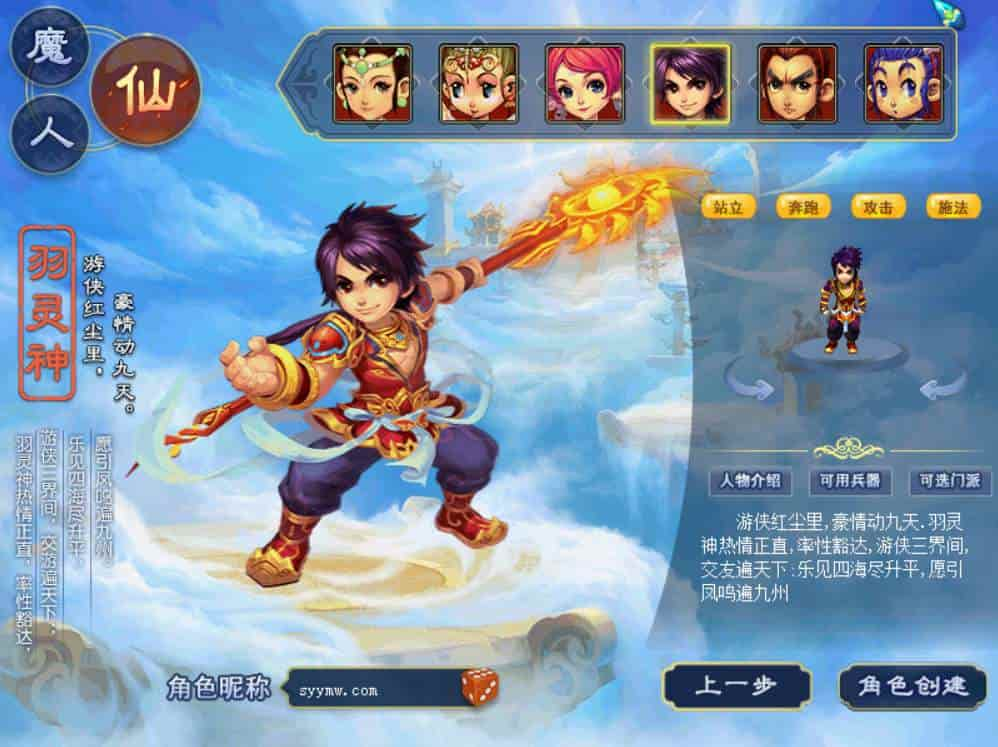 魔
仙
人
站立
奔跑
攻击
施法
羽灵神
游侠红尘里,
豪情动九天。
羽灵神热情正直,率性豁达,
游侠三界间,交游遍天下;
乐见四海尽升平,
愿引凤鸣遍九州。
人物介绍
可用兵器
可选门派
游侠红尘里,豪情动九天.羽灵
神热情正直,率性豁达,游侠三界间,
交友遍天下:乐见四海尽升平,愿引
凤鸣遍九州
角色昵称
syymw.com
上一步
角色创建